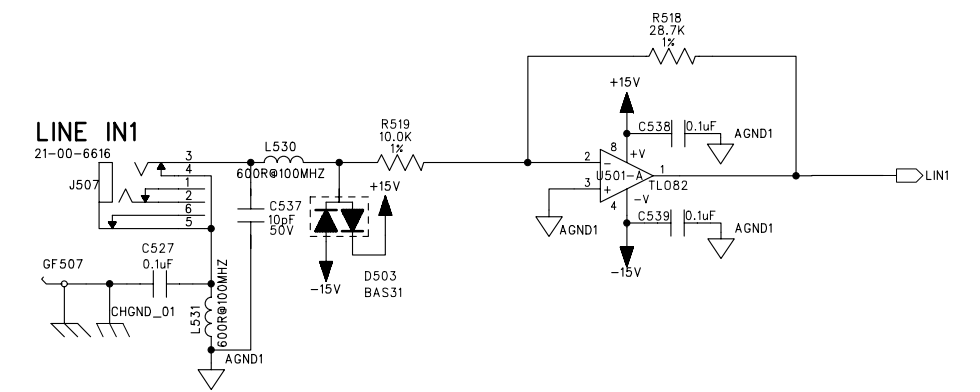 R518
28.7K
1%
+15V
C538
0.1uF
AGND1
LINE IN1
21-00-6616
J507
3
4
1
2
6
5
L530
600R@100MHZ
R519
10.0K
1%
+15V
C537
10pF
50V
-15V
D503
BAS31
2
3
8
+V
U501-A
1
TL082
4
-V
LIN1
AGND1
C539
0.1uF
AGND1
-15V
C527
0.1uF
GF507
CHGND_01
L531
600R@100MHZ
AGND1